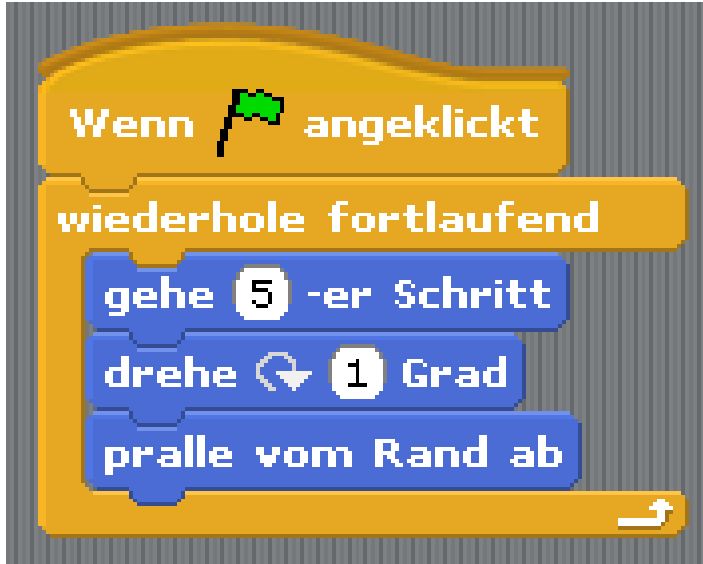 Wenn angeklickt
wiederhole fortlaufend
gehe 5 -er Schritt
drehe 1 Grad
pralle vom Rand ab